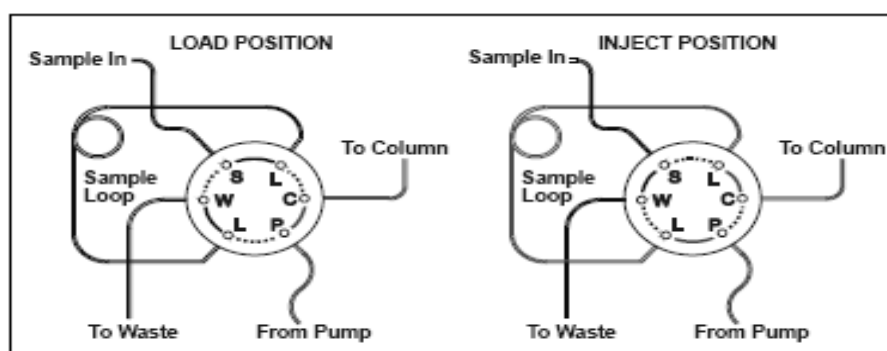 LOAD POSITION
Sample In
To Column
Sample
Loop
S
L
W
C
L
P
To Waste
From Pump
INJECT POSITION
Sample In
To Column
Sample
Loop
S
L
W
C
L
P
To Waste
From Pump